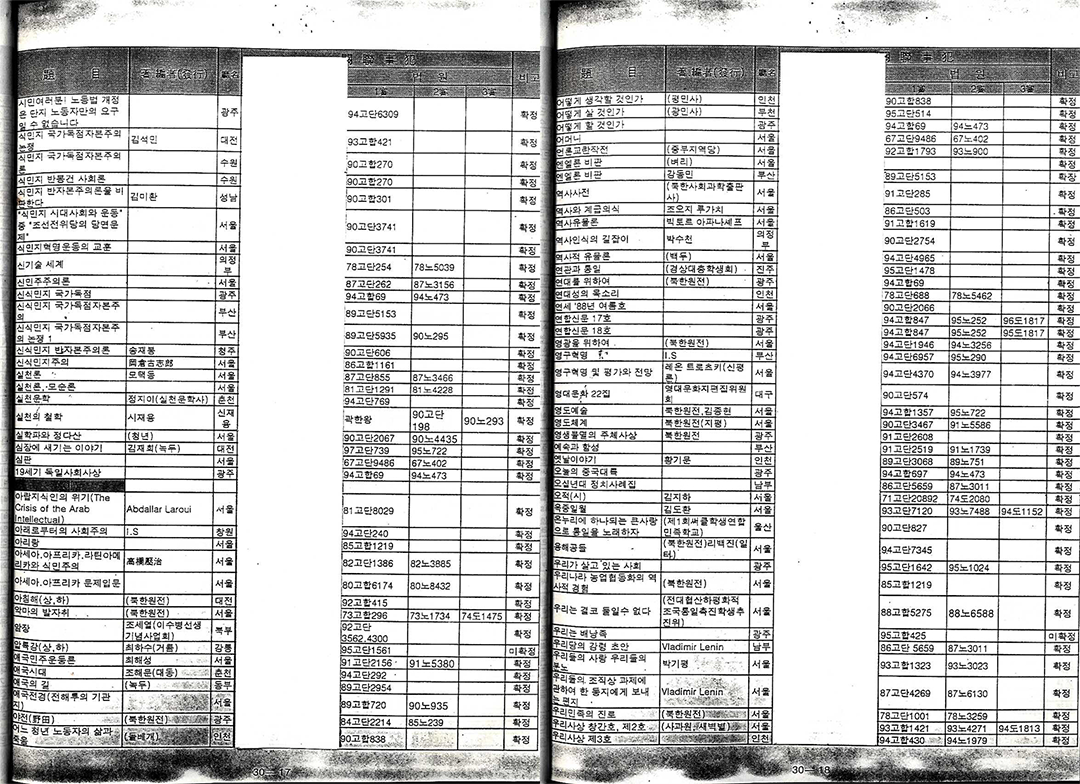 題 目 著·編者(發行) 法 원 비고
1심 2심 3심
시민여러분! 노동법 개정
은 단지 노동자만의 요구
일 수 없습니다 광주 94고단6309 확정
식민지 국가독점자본주의
논쟁 김석민 대전 93고합421 확정
식민지 국가독점자본주의
론 수원 90고합270 확정
식민지 반봉건 사회론 수원 90고합270 확정
식민지 반자본주의론을 비
판한다 김미환 성남 90고합301 확정
"식민지 시대사회와 운동"
중 "조선전위당의 당면문
제" 서울 90고단3741 확정
식민지혁명운동의 교훈 서울 90고단3741 확정
신기술 세계 의정
부 78고단254 78노5039 확정
신민주주의론 서울 87고단262 87노3156 확정
신식민지 국가독점 광주 94고합69 94노473 확정
신식민지 국가독점자본주
의 부산 89고단5153 확정
신식민지 국가독점자본주
의 논쟁 1 부산 89고단5935 90노295 확정
신식민지 반자본주의론 송재봉 청주 90고단606 확정
신식민지주의 岡倉古志郎 서울 86고합1161 확정
실천론 모택동 서울 87고단855 87노3466 확정
실천론, 모순론 서울 81고단1291 81노4228 확정
실천문학 정지이(실천문학사) 춘천 94고단769 확정
실천의 철학 시재용 신재
용 곽한왕 90고단
198 90노293 확정
실학파와 정다산 (청년) 서울 90고단2067 90노4435 확정
심장에 새기는 이야기 김재희(녹두) 대전 97고단739 95노722 확정
심판 서울 67고단9486 67노402 확정
19세기 독일사회사상 광주 94고합69 94노473 확정
아랍지식인의 위기(The
Crisis of the Arab
Intellectual) Abdallar Laroui 서울 81고단8029 확정
아래로부터의 사회주의 I.S 창원 94고단240 확정
아리랑 서울 85고합1219 확정
아세아,아프리카,라틴아메
리카와 식민주의 서울 82고단1386 82노3885 확정
아세아,아프리카 문제입문 서울 80고합6174 80노8432 확정
아침해(상,하) (북한원전) 대전 92고합415 확정
악마의 발자취 (북한원전) 서울 73고합296 73노1734 74도1475 확정
암장 조세열(이수병선생
기념사업회) 북부 92고단
3562,4300 확정
압록강(상,하) 최하수(거름) 강릉 95고단1561 미확정
애국민주운동론 최해성 서울 91고단2156 91노5380 확정
애국시대 조해문(대동) 춘천 94고단292 확정
애국의 길 (녹두) 동부 89고단2954 확정
애국전경(전해투의 기관
지) 서울 89고합720 90노935 확정
야전(野田) (북한원전) 광주 84고단2214 85노239 확정
어느 청년 노동자의 삶과
죽음 (돌베개) 인천 90고합838 확정
30—17
題 目 著·編者(發行) 法 원 비고
1심 2심 3심
어떻게 생각할 것인가 (광민사) 인천 90고합838 확정
어떻게 살 것인가 (광민사) 부천 95고단514 확정
어떻게 할 것인가 광주 94고합69 94노473 확정
어머니 서울 67고단9486 67노402 확정
언론교환작전 (중부지역당) 서울 92고합1793 93노900 확정
엔엘론 비판 (벼리) 서울 확정
엔엘론 비판 강동민 부산 89고단5153 확정
역사사전 (북한사회과학출판
사) 서울 91고단285 확정
역사와 계급의식 조오지 루가치 서울 86고단503 확정
역사유물론 빅토르 아파나셰프 서울 91고합1619 확정
역사인식의 길잡이 박수천 의정
부 90고단2754 확정
역사적 유물론 (백두) 서울 94고단4965 확정
연관과 통일 (경상대총학생회) 진주 95고단1478 확정
연대를 위하여 (북한원전) 광주 94고합69 확정
연대성의 목소리 인천 78고단688 78노5462 확정
연세 '88년 여름호 서울 90고단2066 확정
연합신문 17호 광주 94고합847 95노252 96도1817 확정
연합신문 18호 광주 94고합847 95노252 95도1817 확정
영광을 위하여 (북한원전) 서울 94고단1946 94노3256 확정
영구혁명 I.S 부산 94고단6957 95노290 확정
영구혁명 및 평가와 전망 레온 트로츠키(신평
론) 서울 94고단4370 94노3977 확정
영대문화 22집 영대문화지편집위원
회 대구 90고단574 확정
영도예술 북한원전,김종현 서울 94고합1357 95노722 확정
영도체계 북한원전(지평) 서울 90고단3467 91노5586 확정
영생불멸의 주체사상 북한원전 광주 91고단2608 확정
예속과 함성 부산 91고단2519 91노1739 확정
옛날이야기 황기문 인천 89고단3068 89노751 확정
오늘의 중국대륙 광주 94고합697 94노473 확정
오십년대 정치사례집 남부 86고단5659 87노3011 확정
오적(시) 김지하 서울 71고단20892 74도2080 확정
옥중일월 김도환 서울 93고단7120 93노7488 94도1152 확정
온누리에 하나되는 큰사랑
으로 통일을 노래하자 (제1회써클학생연합
민족학교) 울산 90고단827 확정
용해공들 (북한원전)리백진(일
터) 서울 94고단7345 확정
우리가 살고 있는 사회 광주 95고단1642 95노1024 확정
우리나라 농업협동화의 역
사적 경험 (북한원전) 서울 85고합1219 확정
우리는 결코 둘일수 없다 (전대협산하평화적
조국통일촉진학생추
진위) 서울 88고합5275 88노6588 확정
우리는 배낭족 광주 95고합425 미확정
우리당의 강령 초안 Vladimir Lenin 남부 86고단 5659 87노3011 확정
우리들의 사랑 우리들의
분노 박기평 서울 93고합1323 93노3023 확정
우리들의 조직상 과제에
관하여 한 동지에게 보내
는 편지 Vladimir Lenin 서울 87고단4269 87노6130 확정
우리민족의 진로 (북한원전) 서울 78고단1001 78노3259 확정
우리사상 창간호, 제2호 (사과원,새벽별) 서울 93고단1421 93노4271 94도1813 확정
우리사상 제3호 인천 94고단430 94노1979 확정
30—18